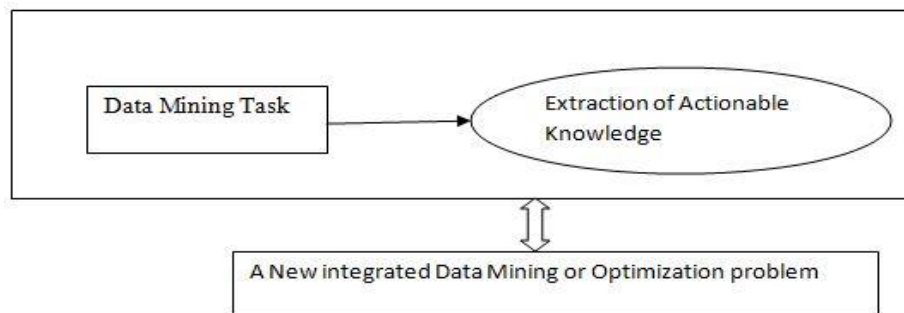 Data Mining Task
Extraction of Actionable
Knowledge
A New integrated Data Mining or Optimization problem